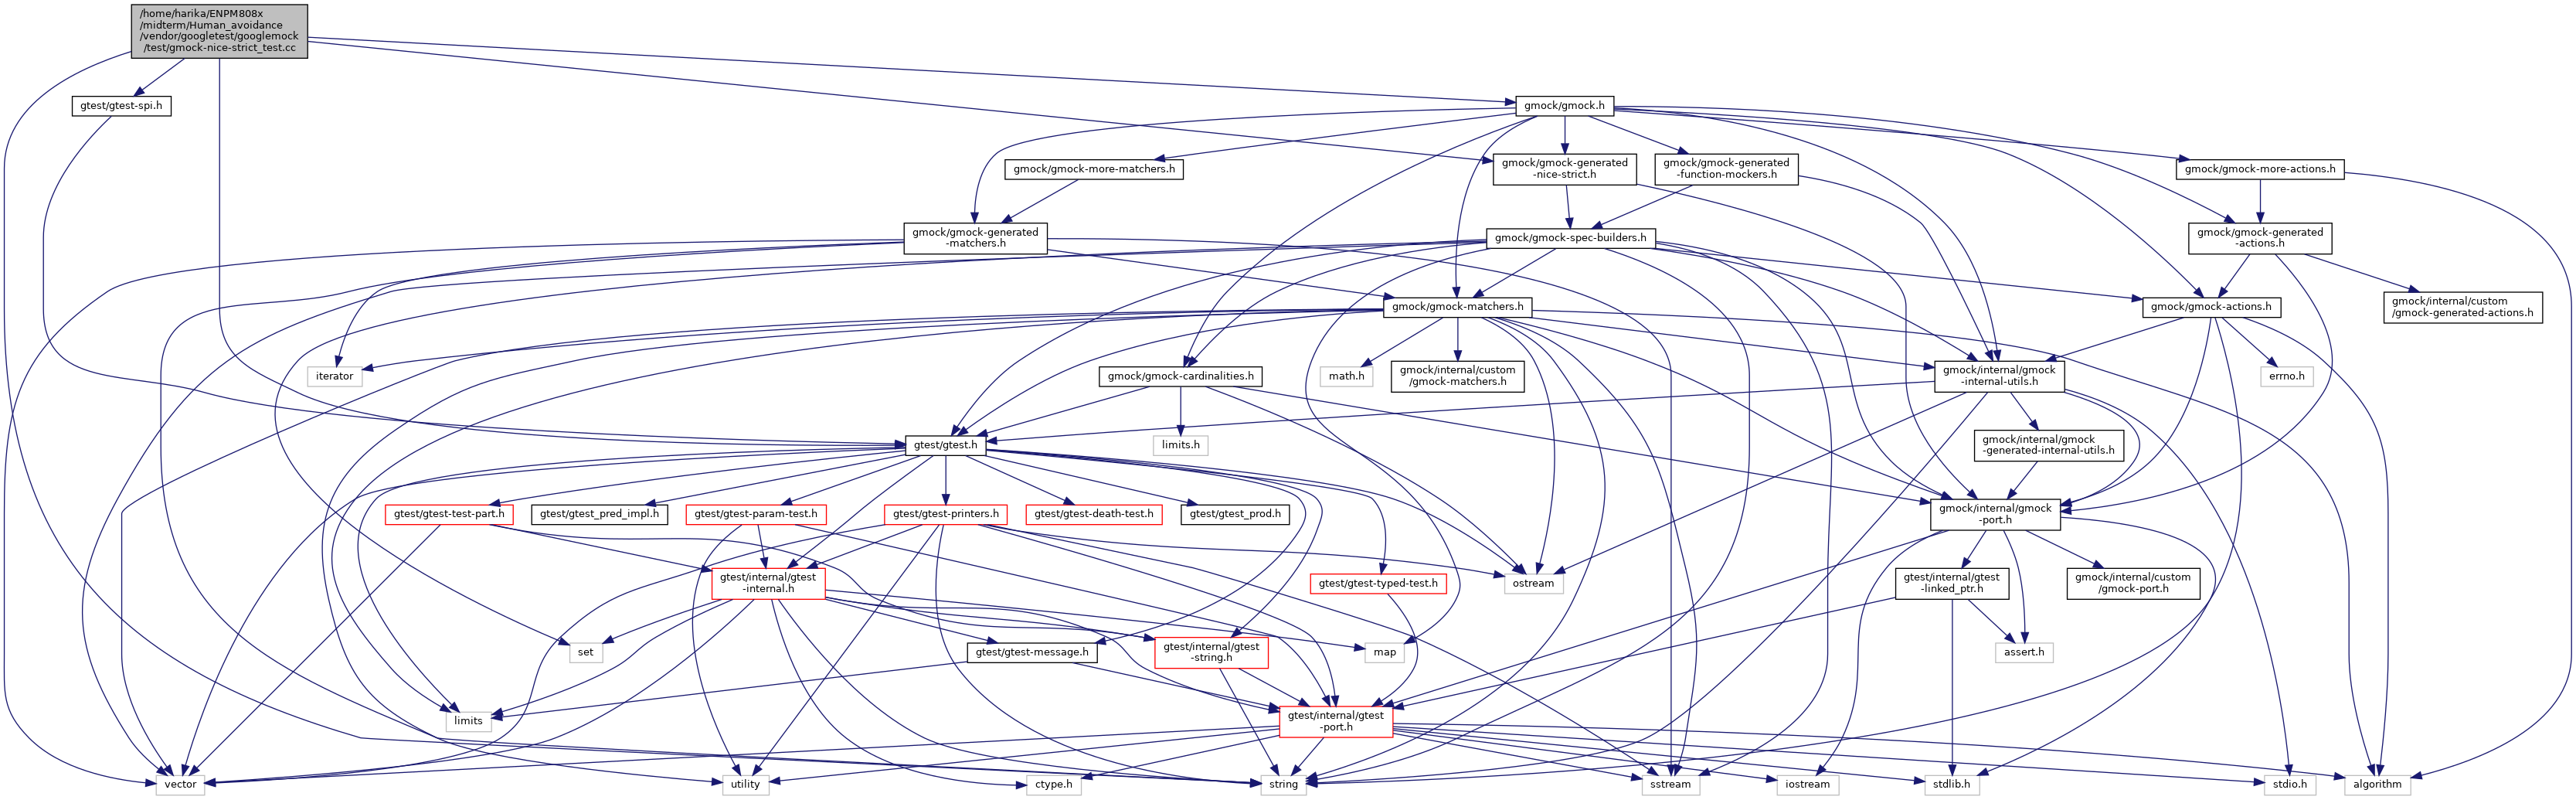 /home/harika/ENPM808x
/midterm/Human_avoidance
/vendor/googletest/googlemock
/test/gmock-nice-strict_test.cc
gtest/gtest-spi.h
gmock/gmock.h
gmock/gmock-more-matchers.h
gmock/gmock-generated
-nice-strict.h
gmock/gmock-generated
-function-mockers.h
gmock/gmock-more-actions.h
gmock/gmock-generated
-matchers.h
gmock/gmock-spec-builders.h
gmock/gmock-generated
-actions.h
gmock/gmock-matchers.h
gmock/gmock-actions.h
gmock/internal/custom
/gmock-generated-actions.h
iterator
gmock/gmock-cardinalities.h
math.h
gmock/internal/custom
/gmock-matchers.h
gmock/internal/gmock
-internal-utils.h
errno.h
gtest/gtest.h
limits.h
gmock/internal/gmock
-generated-internal-utils.h
gtest/gtest-test-part.h
gtest/gtest_pred_impl.h
gtest/gtest-param-test.h
gtest/gtest-printers.h
gtest/gtest-death-test.h
gtest/gtest_prod.h
gmock/internal/gmock
-port.h
gtest/internal/gtest
-internal.h
gtest/gtest-typed-test.h
ostream
gtest/internal/gtest
-linked_ptr.h
gmock/internal/custom
/gmock-port.h
set
gtest/gtest-message.h
gtest/internal/gtest
-string.h
map
assert.h
limits
gtest/internal/gtest
-port.h
vector
utility
ctype.h
string
sstream
iostream
stdlib.h
stdio.h
algorithm